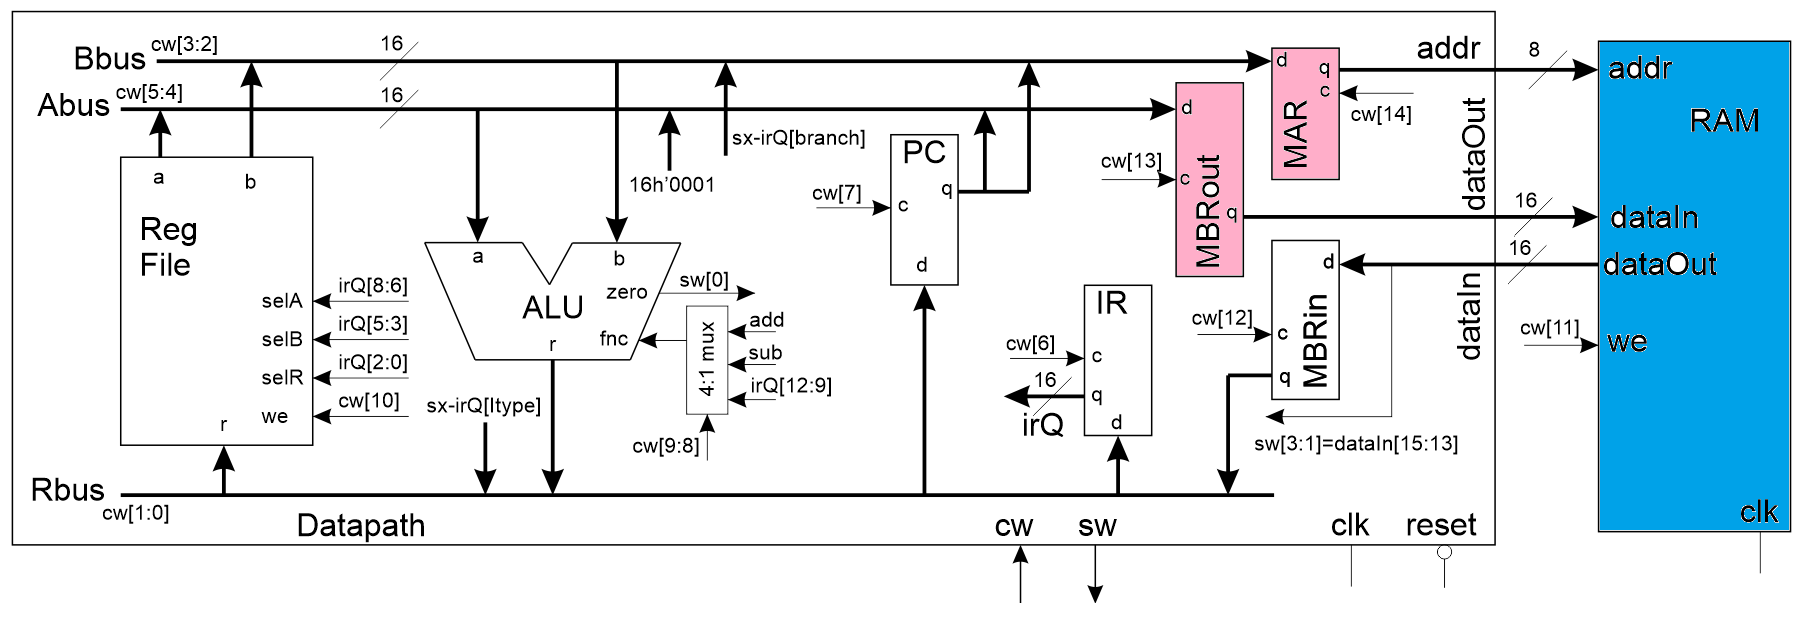 Bbus
cw[3:2]
16
Abus
cw[5:4]
16
a
b
Reg
File
selA
selB
selR
we
r
irQ[8:6]
irQ[5:3]
irQ[2:0]
cw[10]
Rbus
cw[1:0]
Datapath
a
b
zero
ALU
fnc
r
sw[0]
4:1 mux
add
sub
irQ[12:9]
cw[9:8]
sx-irQ[Itype]
16h'0001
sx-irQ[branch]
PC
q
c
d
cw[7]
IR
c
q
d
cw[6]
16
irQ
cw[13]
d
c
q
MBRout
d
q
c
MAR
cw[14]
d
c
q
MBRin
cw[12]
sw[3:1]=dataIn[15:13]
addr
dataOut
dataIn
8
16
16
cw[11]
addr
RAM
dataIn
dataOut
we
clk
cw
sw
clk
reset